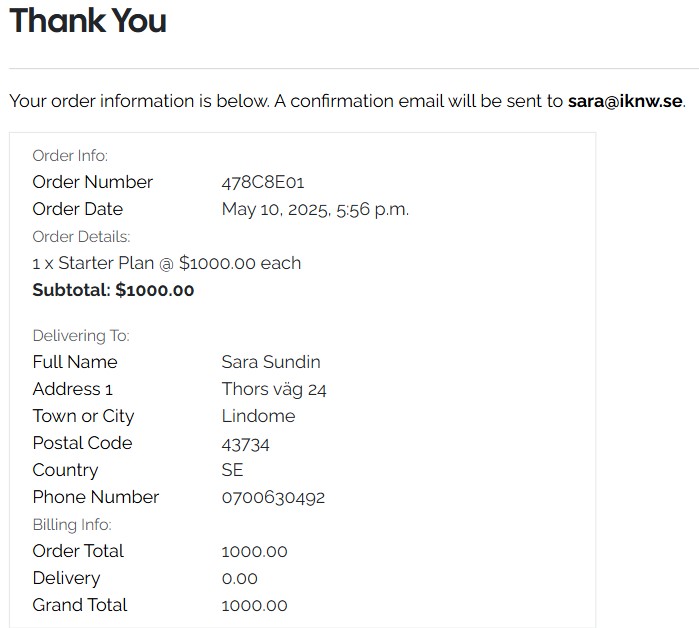 Thank You
Your order information is below. A confirmation email will be sent to sara@iknw.se.
Order Info:
Order Number 478C8E01
Order Date May 10, 2025, 5:56 p.m.
Order Details:
1 x Starter Plan @ $1000.00 each
Subtotal: $1000.00
Delivering To:
Full Name Sara Sundin
Address 1 Thors väg 24
Town or City Lindome
Postal Code 43734
Country SE
Phone Number 0700630492
Billing Info:
Order Total 1000.00
Delivery 0.00
Grand Total 1000.00